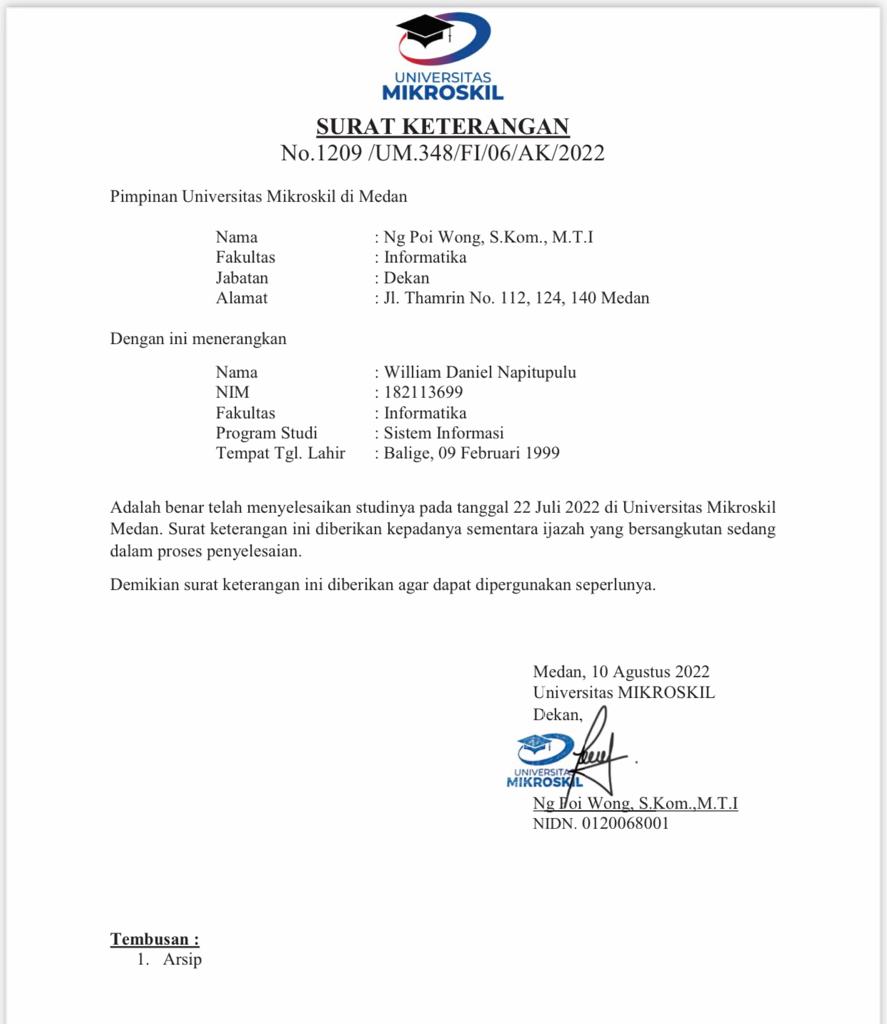 UNIVERSITAS
MIKROSKIL
SURAT KETERANGAN
No.1209 /UM.348/FI/06/AK/2022
Pimpinan Universitas Mikroskil di Medan
Nama : Ng Poi Wong, S.Kom., M.T.I
Fakultas : Informatika
Jabatan : Dekan
Alamat : Jl. Thamrin No. 112, 124, 140 Medan
Dengan ini menerangkan
Nama : William Daniel Napitupulu
NIM : 182113699
Fakultas : Informatika
Program Studi : Sistem Informasi
Tempat Tgl. Lahir : Balige, 09 Februari 1999
Adalah benar telah menyelesaikan studinya pada tanggal 22 Juli 2022 di Universitas Mikroskil
Medan. Surat keterangan ini diberikan kepadanya sementara ijazah yang bersangkutan sedang
dalam proses penyelesaian.
Demikian surat keterangan ini diberikan agar dapat dipergunakan seperlunya.
Medan, 10 Agustus 2022
Universitas MIKROSKIL
Dekan,
UNIVERSITAS
MIKROSKIL
Ng Poi Wong, S.Kom.,M.T.I
NIDN. 0120068001
Tembusan :
1. Arsip